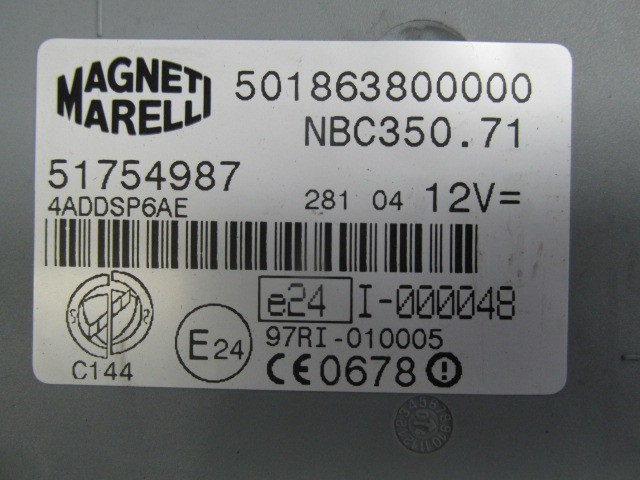 MAGNETI
MARELLI
501863800000
NBC350.71
51754987
4ADDSP6AE
281 04 12V=
e24 I-000048
97RI-010005
C144
E24
CE0678